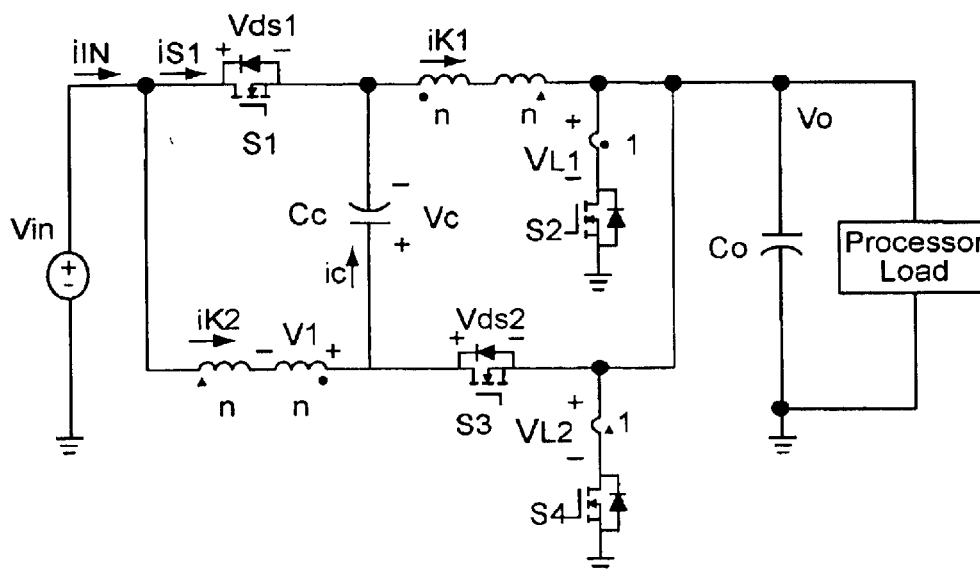 Vds1
iIN
iS1
+
−
iK1
n
n
S1
+
VL1
−
1
Vo
S2
−
Cc
Vc
+
ic
Vin
+
−
Co
Processor
Load
iK2
−
V1
+
Vds2
+
−
n
n
S3
+
VL2
−
1
S4